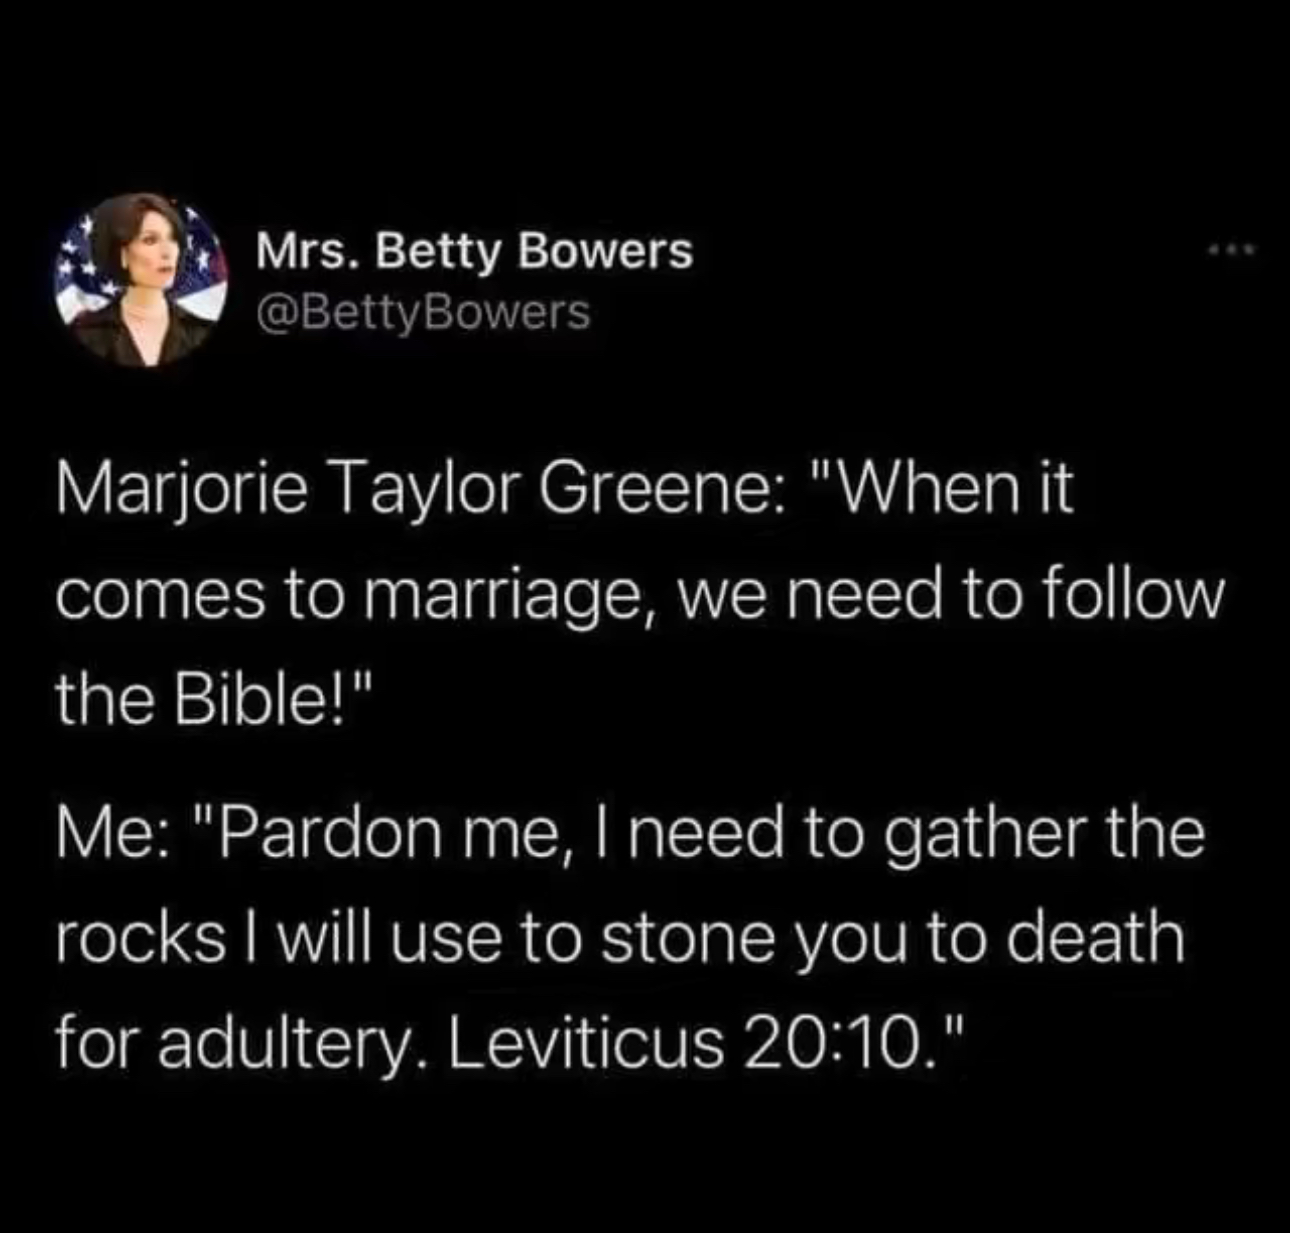 Mrs. Betty Bowers
@BettyBowers
Marjorie Taylor Greene: "When it
comes to marriage, we need to follow
the Bible!"
Me: "Pardon me, I need to gather the
rocks I will use to stone you to death
for adultery. Leviticus 20:10."